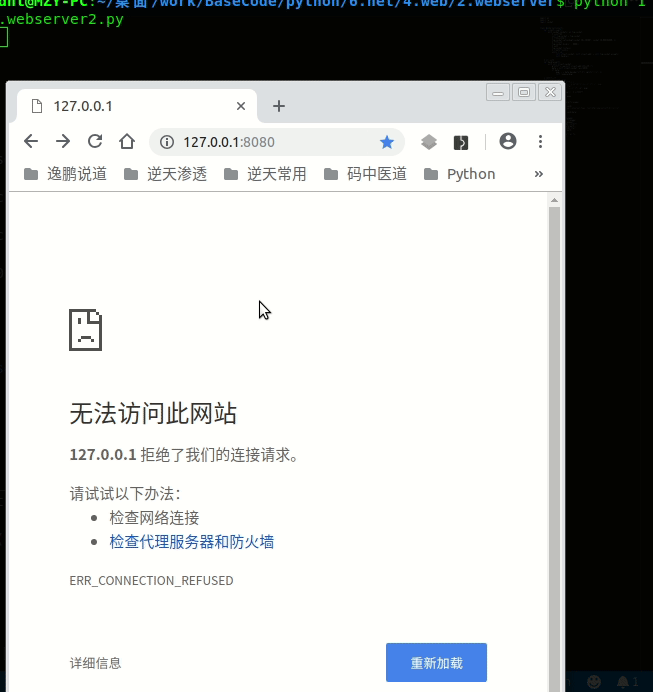 dnt@MZY-PC:~/桌面/work/BaseCode/python/6.net/4.web/2.webserver$ python 1
.webserver2.py
127.0.0.1
127.0.0.1:8080
逸鹏说道 逆天渗透 逆天常用 码中医道 Python »
无法访问此网站
127.0.0.1 拒绝了我们的连接请求。
请试试以下办法：
检查网络连接
检查代理服务器和防火墙
ERR_CONNECTION_REFUSED
详细信息 重新加载
1